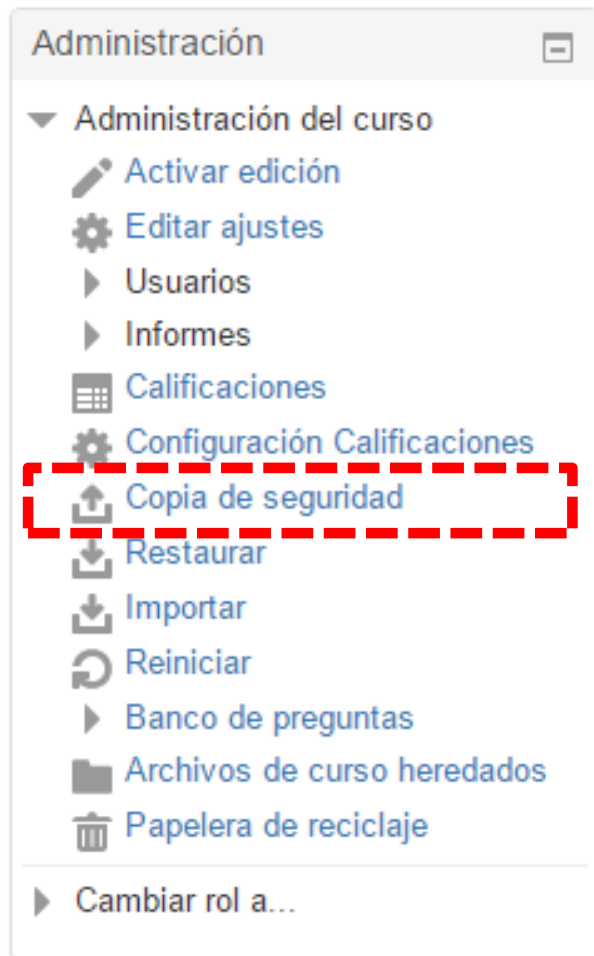 Administración
Administración del curso
Activar edición
Editar ajustes
Usuarios
Informes
Calificaciones
Configuración Calificaciones
Copia de seguridad
Restaurar
Importar
Reiniciar
Banco de preguntas
Archivos de curso heredados
Papelera de reciclaje
Cambiar rol a...